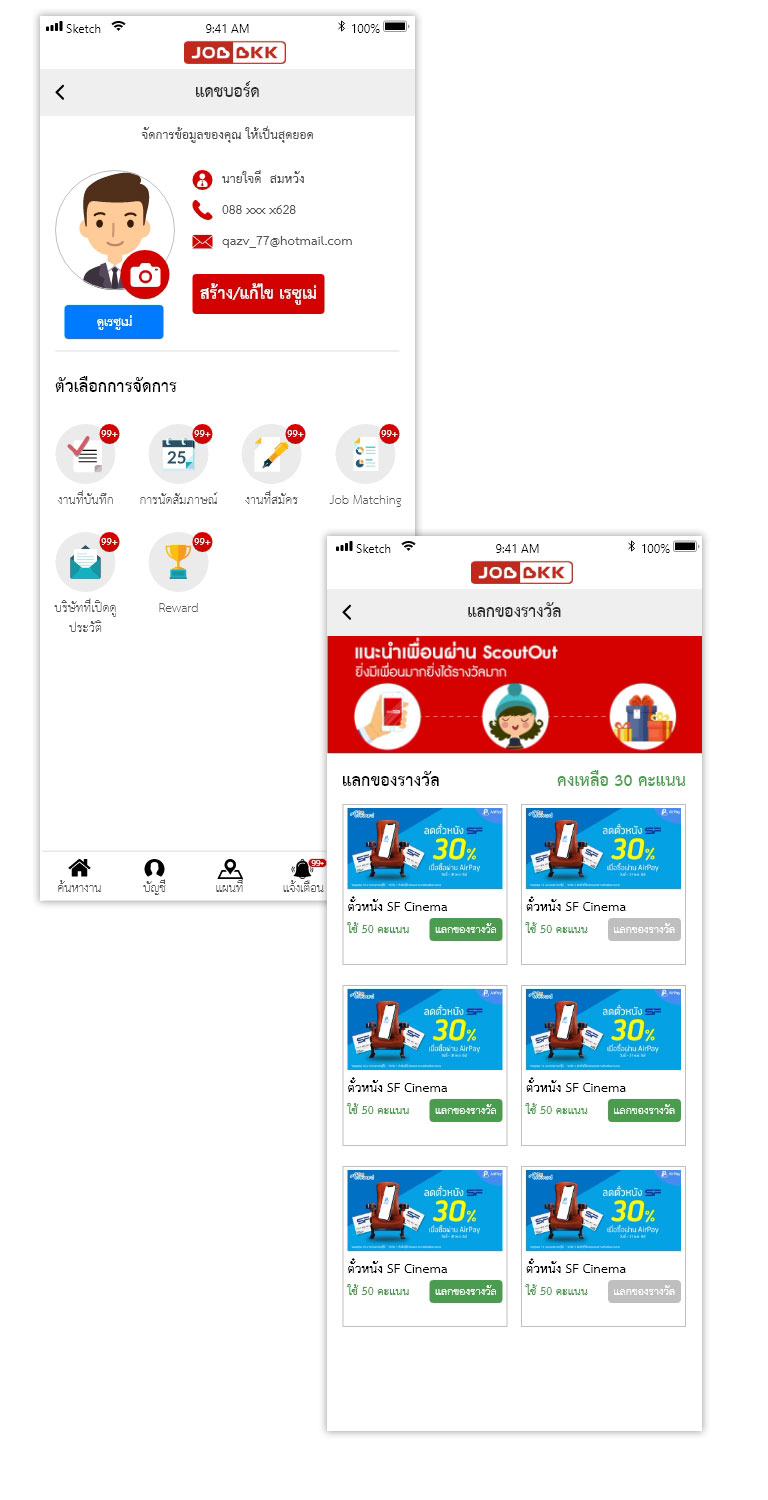 Sketch 9:41 AM 100%
JOB BKK
แดชบอร์ด
จัดการข้อมูลของคุณ ให้เป็นสุดยอด
นายใจดี สมหวัง
088 xxx x628
qazv_77@hotmail.com
สร้าง/แก้ไข เรซูเม่
ดูเรซูเม่
ตัวเลือกการจัดการ
99+ 99+ 99+ 99+
25
งานที่บันทึก การนัดสัมภาษณ์ งานที่สมัคร Job Matching
99+ 99+
บริษัทที่เปิดดู Reward
ประวัติ
99+
ค้นหางาน บัญชี แผนที่ แจ้งเตือน
Sketch 9:41 AM 100%
JOB BKK
แลกของรางวัล
แนะนำเพื่อนผ่าน ScoutOut
ยิ่งมีเพื่อนมากยิ่งได้รางวัลมาก
แลกของรางวัล คงเหลือ 30 คะแนน
AirPay AirPay
ลดตั๋วหนัง SF ลดตั๋วหนัง SF
30% 30%
เมื่อซื้อผ่าน AirPay เมื่อซื้อผ่าน AirPay
ตั๋วหนัง SF Cinema ตั๋วหนัง SF Cinema
ใช้ 50 คะแนน แลกของรางวัล ใช้ 50 คะแนน แลกของรางวัล
AirPay AirPay
ลดตั๋วหนัง SF ลดตั๋วหนัง SF
30% 30%
เมื่อซื้อผ่าน AirPay เมื่อซื้อผ่าน AirPay
ตั๋วหนัง SF Cinema ตั๋วหนัง SF Cinema
ใช้ 50 คะแนน แลกของรางวัล ใช้ 50 คะแนน แลกของรางวัล
AirPay AirPay
ลดตั๋วหนัง SF ลดตั๋วหนัง SF
30% 30%
เมื่อซื้อผ่าน AirPay เมื่อซื้อผ่าน AirPay
ตั๋วหนัง SF Cinema ตั๋วหนัง SF Cinema
ใช้ 50 คะแนน แลกของรางวัล ใช้ 50 คะแนน แลกของรางวัล